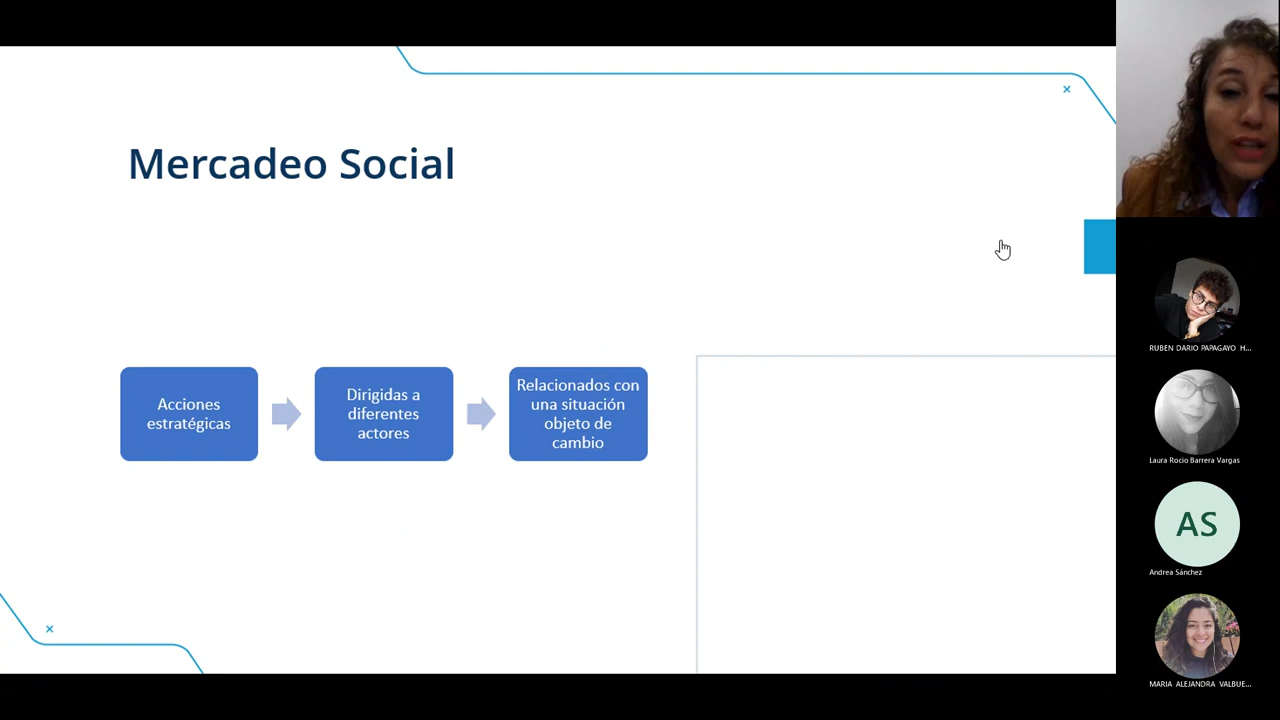 Mercadeo Social
Acciones
estratégicas
Dirigidas a
diferentes
actores
Relacionados con
una situación
objeto de
cambio
RUBEN DARIO PAPAGAYO H...
Laura Rocio Barrera Vargas
AS
Andrea Sánchez
MARIA ALEJANDRA VALBUE...